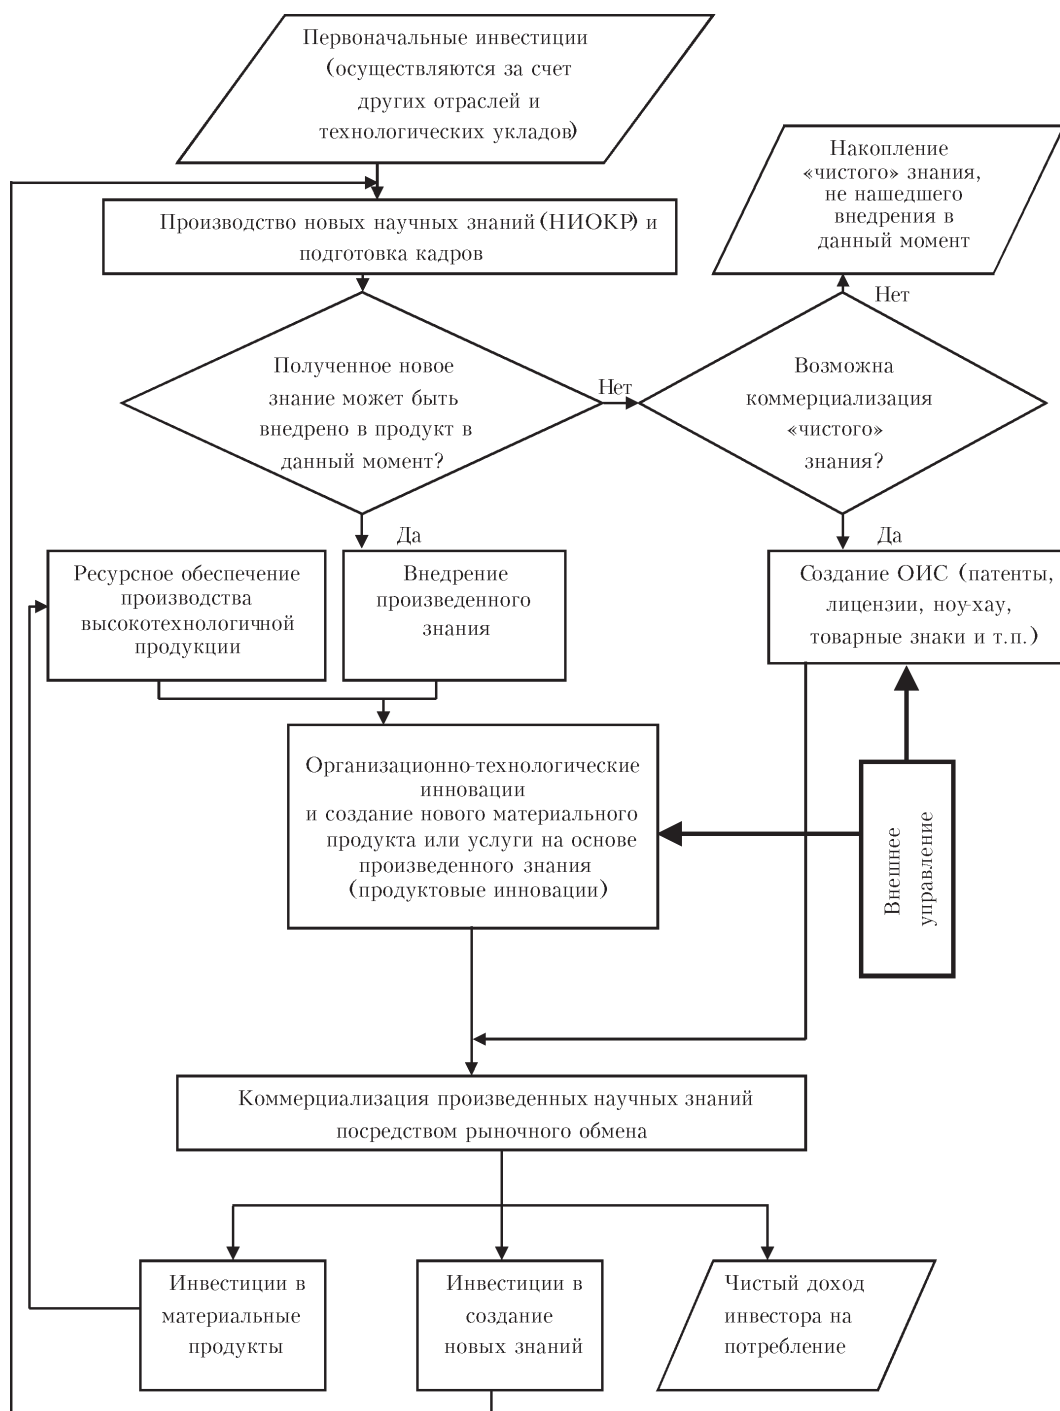 Первоначальные инвестиции
(осуществляются за счет
других отраслей и
технологических укладов)
Накопление
«чистого» знания,
не нашедшего
внедрения в
данный момент
Производство новых научных знаний (НИОКР) и
подготовка кадров
Нет
Полученное новое
знание может быть
внедрено в продукт в
данный момент?
Нет
Возможна
коммерциализация
«чистого»
знания?
Да
Да
Ресурсное обеспечение
производства
высокотехнологичной
продукции
Внедрение
произведенного
знания
Создание ОИС (патенты,
лицензии, ноу-хау,
товарные знаки и т.п.)
Организационно-технологические
инновации
и создание нового материального
продукта или услуги на основе
произведенного знания
(продуктовые инновации)
Внешнее
управление
Коммерциализация произведенных научных знаний
посредством рыночного обмена
Инвестиции в
материальные
продукты
Инвестиции в
создание
новых знаний
Чистый доход
инвестора на
потребление